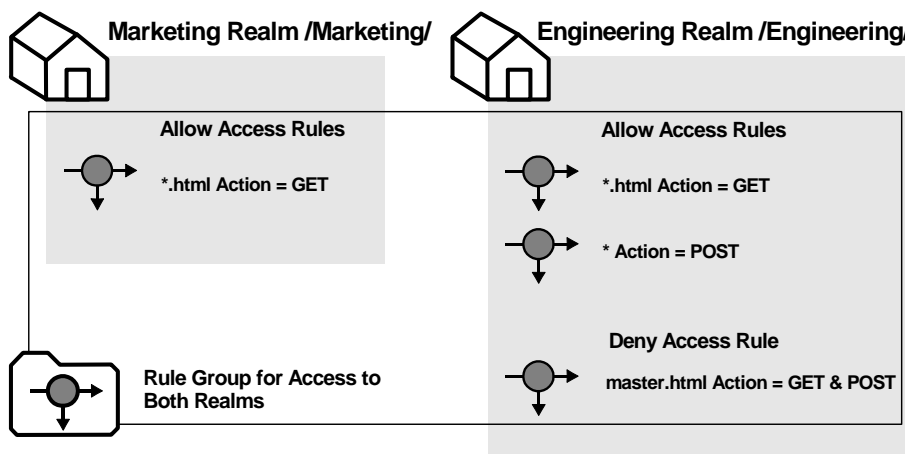 Marketing Realm /Marketing/
Engineering Realm /Engineering/
Allow Access Rules
*.html Action = GET
Allow Access Rules
*.html Action = GET
* Action = POST
Deny Access Rule
master.html Action = GET & POST
Rule Group for Access to
Both Realms